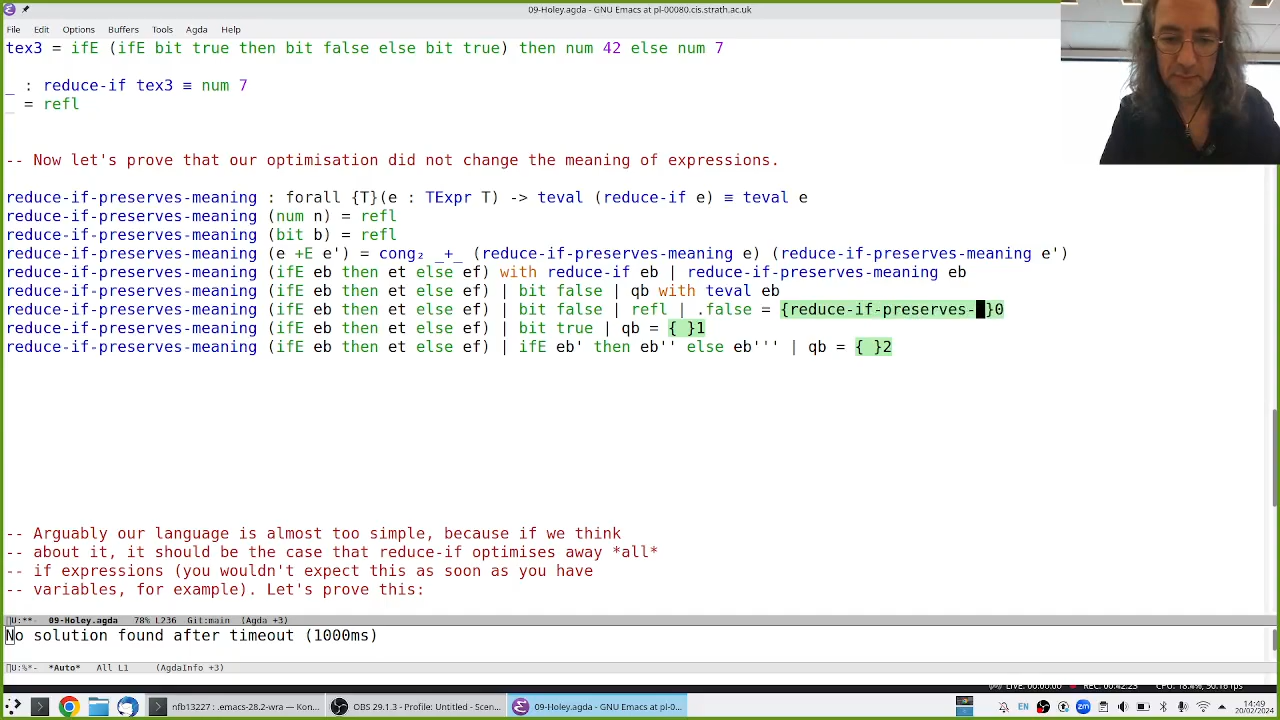 09-Holey.agda - GNU Emacs at pl-00080.cis.strath.ac.uk
File Edit Options Buffers Tools Agda Help
tex3 = ifE (ifE bit true then bit false else bit true) then num 42 else num 7
_ : reduce-if tex3 ≡ num 7
_ = refl
-- Now let's prove that our optimisation did not change the meaning of expressions.
reduce-if-preserves-meaning : forall {T}(e : TExpr T) -> teval (reduce-if e) ≡ teval e
reduce-if-preserves-meaning (num n) = refl
reduce-if-preserves-meaning (bit b) = refl
reduce-if-preserves-meaning (e +E e') = cong₂ _+_ (reduce-if-preserves-meaning e) (reduce-if-preserves-meaning e')
reduce-if-preserves-meaning (ifE eb then et else ef) with reduce-if eb | reduce-if-preserves-meaning eb
reduce-if-preserves-meaning (ifE eb then et else ef) | bit false | qb with teval eb
reduce-if-preserves-meaning (ifE eb then et else ef) | bit false | refl | .false = {reduce-if-preserves- }0
reduce-if-preserves-meaning (ifE eb then et else ef) | bit true | qb = { }1
reduce-if-preserves-meaning (ifE eb then et else ef) | ifE eb' then eb'' else eb''' | qb = { }2
-- Arguably our language is almost too simple, because if we think
-- about it, it should be the case that reduce-if optimises away *all*
-- if expressions (you wouldn't expect this as soon as you have
-- variables, for example). Let's prove this:
U:**- 09-Holey.agda 78% L236 Git:main (Agda +3)
No solution found after timeout (1000ms)
U:%*- *Auto* All L1 (AgdaInfo +3)
nfb13227 : .emacs-28.2-wra — Kon...
OBS 29.1.3 - Profile: Untitled - Scen...
09-Holey.agda - GNU Emacs at pl-0...
EN
14:49
20/02/2024